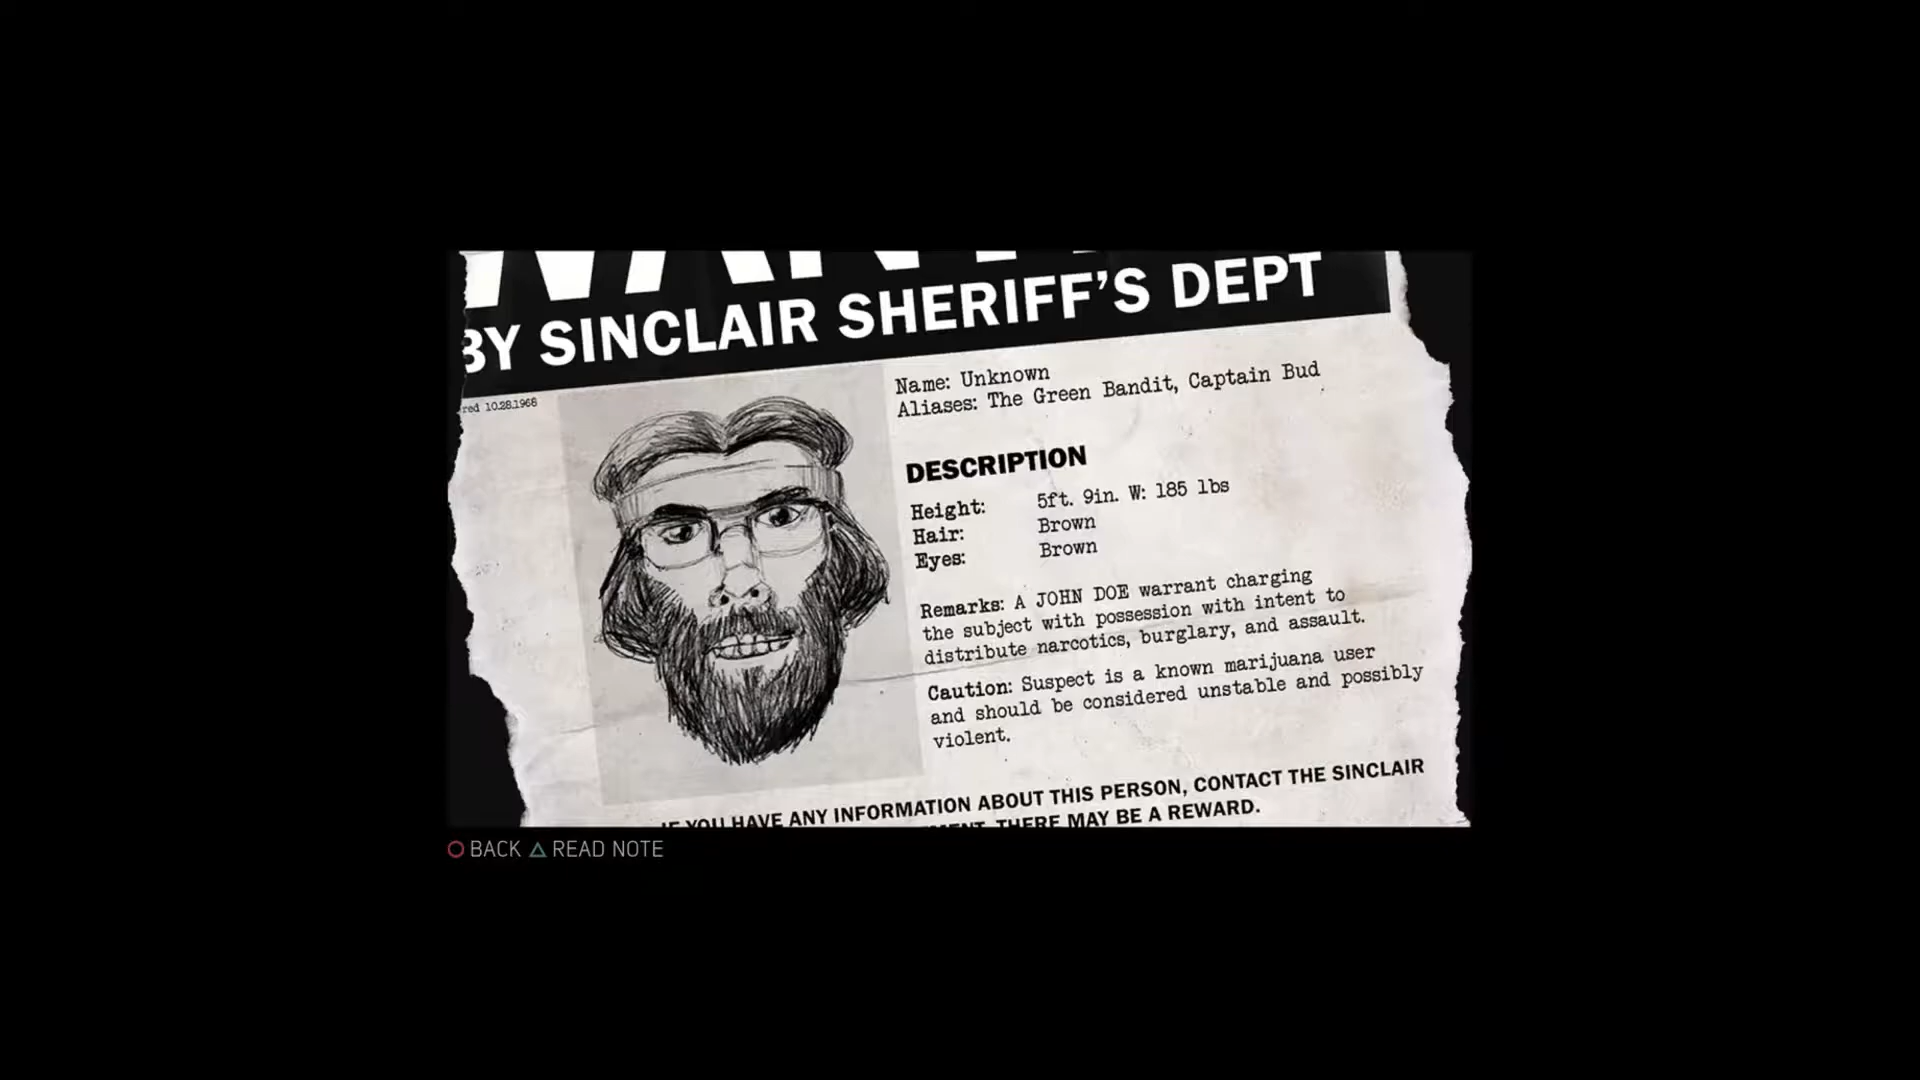 BY SINCLAIR SHERIFF'S DEPT
red 10.28.1968
Name: Unknown
Aliases: The Green Bandit, Captain Bud
DESCRIPTION
Height: 5ft. 9in. W: 185 lbs
Hair: Brown
Eyes: Brown
Remarks: A JOHN DOE warrant charging
the subject with possession with intent to
distribute narcotics, burglary, and assault.
Caution: Suspect is a known marijuana user
and should be considered unstable and possibly
violent.
IF YOU HAVE ANY INFORMATION ABOUT THIS PERSON, CONTACT THE SINCLAIR
THERE MAY BE A REWARD.
BACK READ NOTE